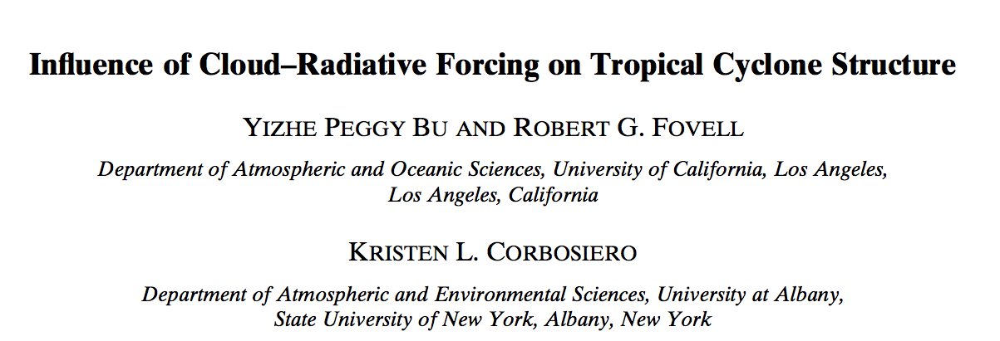 Influence of Cloud–Radiative Forcing on Tropical Cyclone Structure
YIZHE PEGGY BU AND ROBERT G. FOVELL
Department of Atmospheric and Oceanic Sciences, University of California, Los Angeles,
Los Angeles, California
KRISTEN L. CORBOSIERO
Department of Atmospheric and Environmental Sciences, University at Albany,
State University of New York, Albany, New York